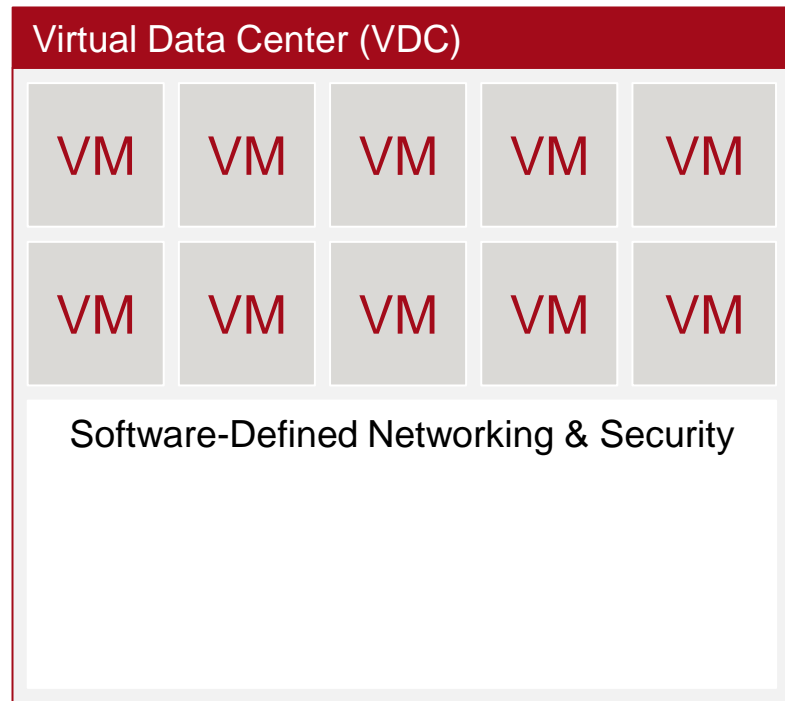 Virtual Data Center (VDC)
VM VM VM VM VM
VM VM VM VM VM
Software-Defined Networking & Security